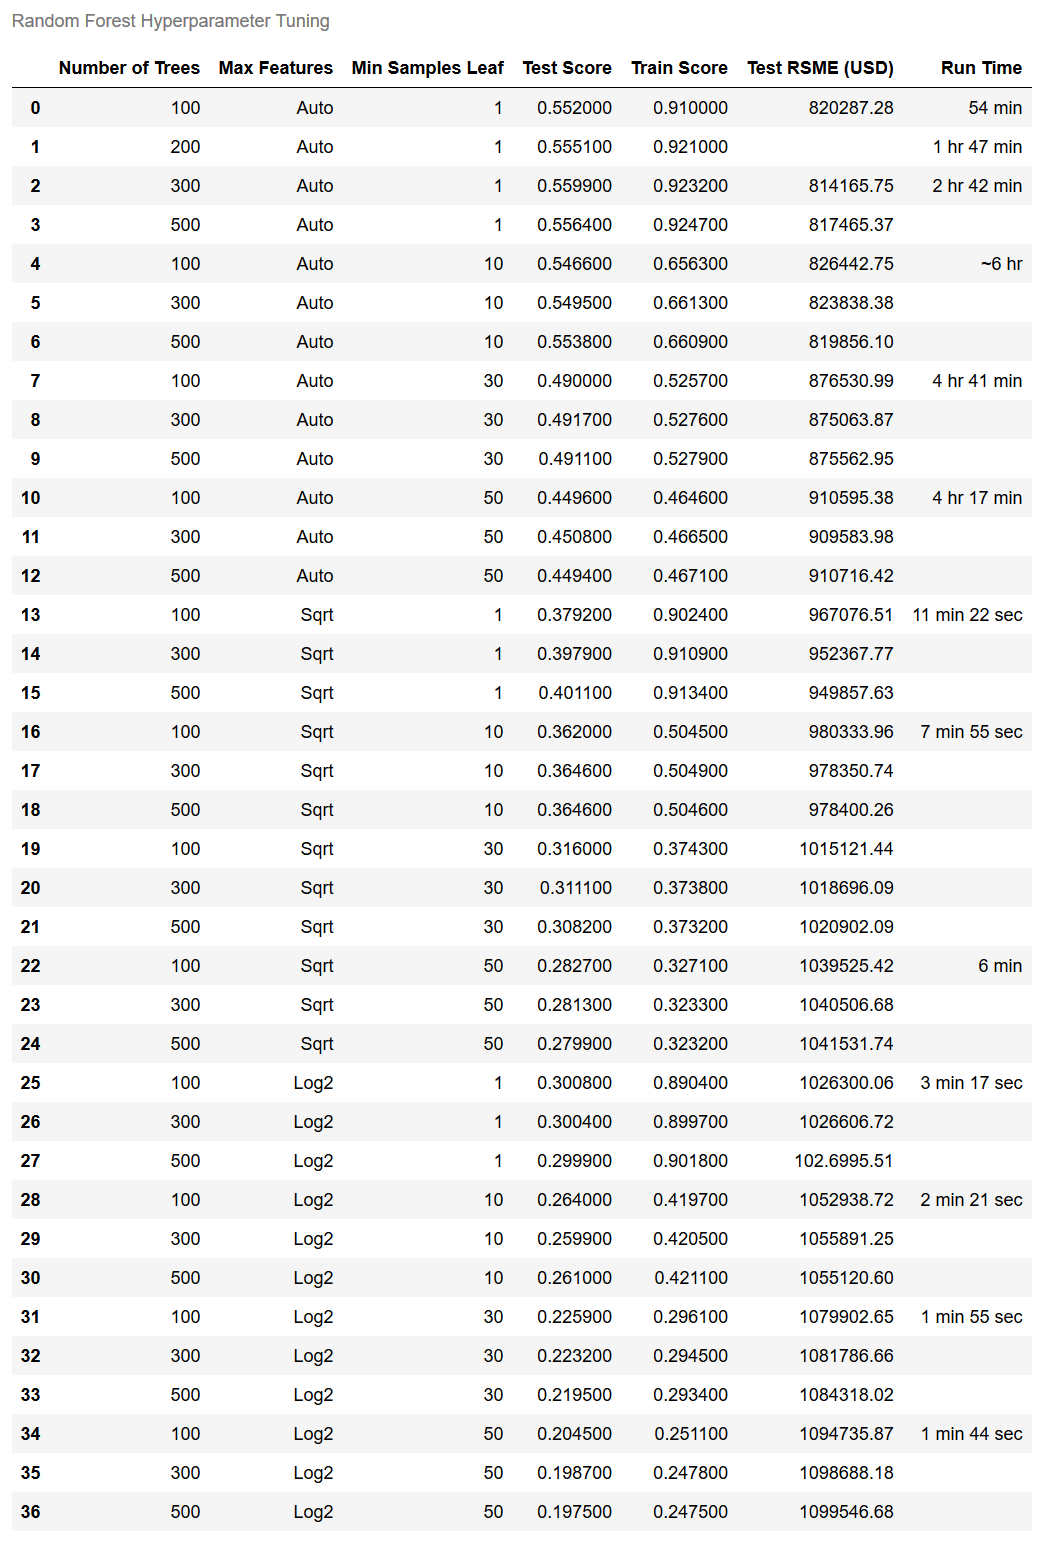 Random Forest Hyperparameter Tuning
Number of Trees Max Features Min Samples Leaf Test Score Train Score Test RSME (USD) Run Time
0 100 Auto 1 0.552000 0.910000 820287.28 54 min
1 200 Auto 1 0.555100 0.921000 1 hr 47 min
2 300 Auto 1 0.559900 0.923200 814165.75 2 hr 42 min
3 500 Auto 1 0.556400 0.924700 817465.37
4 100 Auto 10 0.546600 0.656300 826442.75 ~6 hr
5 300 Auto 10 0.549500 0.661300 823838.38
6 500 Auto 10 0.553800 0.660900 819856.10
7 100 Auto 30 0.490000 0.525700 876530.99 4 hr 41 min
8 300 Auto 30 0.491700 0.527600 875063.87
9 500 Auto 30 0.491100 0.527900 875562.95
10 100 Auto 50 0.449600 0.464600 910595.38 4 hr 17 min
11 300 Auto 50 0.450800 0.466500 909583.98
12 500 Auto 50 0.449400 0.467100 910716.42
13 100 Sqrt 1 0.379200 0.902400 967076.51 11 min 22 sec
14 300 Sqrt 1 0.397900 0.910900 952367.77
15 500 Sqrt 1 0.401100 0.913400 949857.63
16 100 Sqrt 10 0.362000 0.504500 980333.96 7 min 55 sec
17 300 Sqrt 10 0.364600 0.504900 978350.74
18 500 Sqrt 10 0.364600 0.504600 978400.26
19 100 Sqrt 30 0.316000 0.374300 1015121.44
20 300 Sqrt 30 0.311100 0.373800 1018696.09
21 500 Sqrt 30 0.308200 0.373200 1020902.09
22 100 Sqrt 50 0.282700 0.327100 1039525.42 6 min
23 300 Sqrt 50 0.281300 0.323300 1040506.68
24 500 Sqrt 50 0.279900 0.323200 1041531.74
25 100 Log2 1 0.300800 0.890400 1026300.06 3 min 17 sec
26 300 Log2 1 0.300400 0.899700 1026606.72
27 500 Log2 1 0.299900 0.901800 102.6995.51
28 100 Log2 10 0.264000 0.419700 1052938.72 2 min 21 sec
29 300 Log2 10 0.259900 0.420500 1055891.25
30 500 Log2 10 0.261000 0.421100 1055120.60
31 100 Log2 30 0.225900 0.296100 1079902.65 1 min 55 sec
32 300 Log2 30 0.223200 0.294500 1081786.66
33 500 Log2 30 0.219500 0.293400 1084318.02
34 100 Log2 50 0.204500 0.251100 1094735.87 1 min 44 sec
35 300 Log2 50 0.198700 0.247800 1098688.18
36 500 Log2 50 0.197500 0.247500 1099546.68